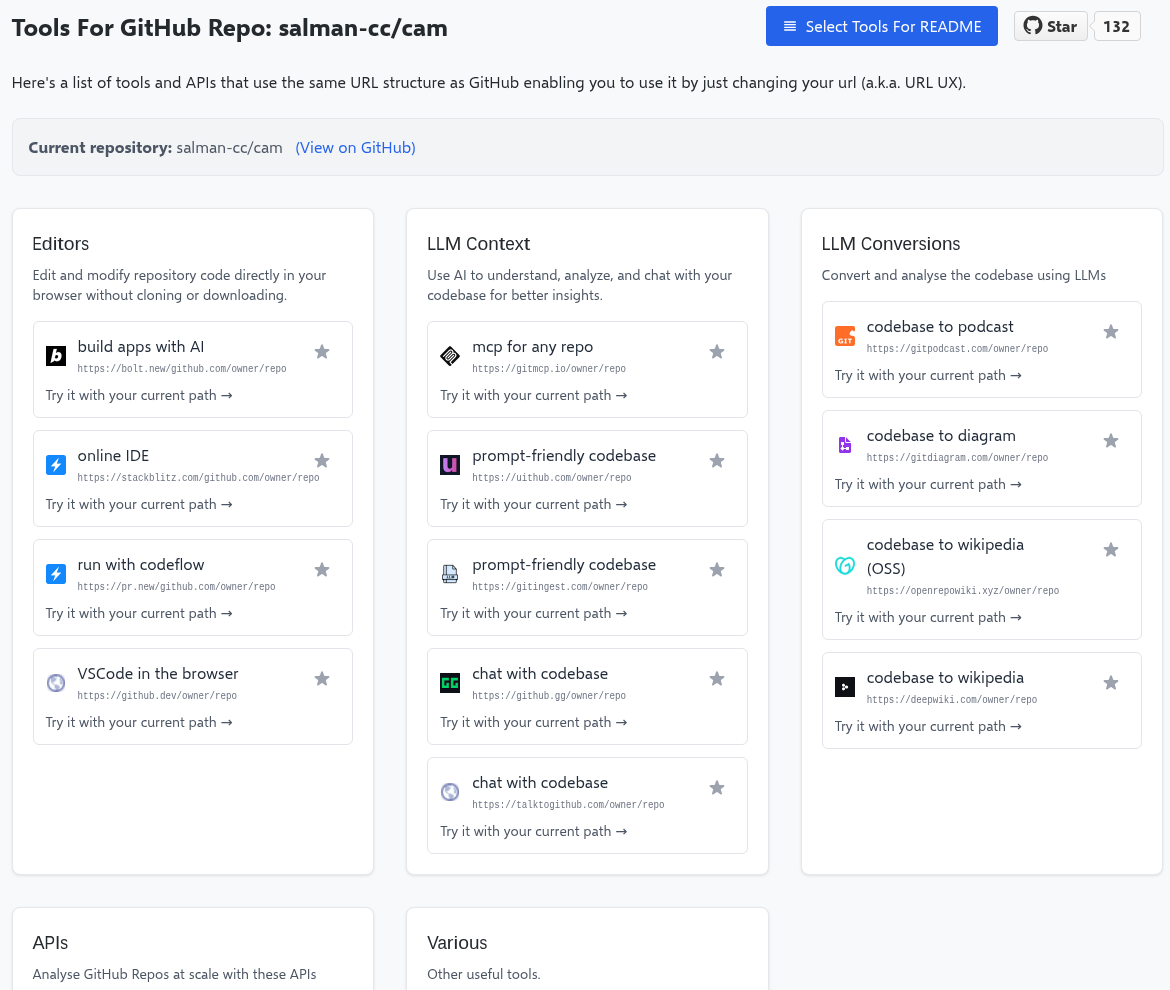 Tools For GitHub Repo: salman-cc/cam
Select Tools For README
Star
132
Here's a list of tools and APIs that use the same URL structure as GitHub enabling you to use it by just changing your url (a.k.a. URL UX).
Current repository: salman-cc/cam (View on GitHub)
Editors
Edit and modify repository code directly in your
browser without cloning or downloading.
b
build apps with AI
https://bolt.new/github.com/owner/repo
Try it with your current path →
online IDE
https://stackblitz.com/github.com/owner/repo
Try it with your current path →
run with codeflow
https://pr.new/github.com/owner/repo
Try it with your current path →
VSCode in the browser
https://github.dev/owner/repo
Try it with your current path →
LLM Context
Use AI to understand, analyze, and chat with your
codebase for better insights.
mcp for any repo
https://gitmcp.io/owner/repo
Try it with your current path →
u
prompt-friendly codebase
https://uithub.com/owner/repo
Try it with your current path →
prompt-friendly codebase
https://gitingest.com/owner/repo
Try it with your current path →
GG
chat with codebase
https://github.gg/owner/repo
Try it with your current path →
chat with codebase
https://talktogithub.com/owner/repo
Try it with your current path →
LLM Conversions
Convert and analyse the codebase using LLMs
GIT
codebase to podcast
https://gitpodcast.com/owner/repo
Try it with your current path →
codebase to diagram
https://gitdiagram.com/owner/repo
Try it with your current path →
codebase to wikipedia
(OSS)
https://openrepowiki.xyz/owner/repo
Try it with your current path →
codebase to wikipedia
https://deepwiki.com/owner/repo
Try it with your current path →
APIs
Analyse GitHub Repos at scale with these APIs
Various
Other useful tools.